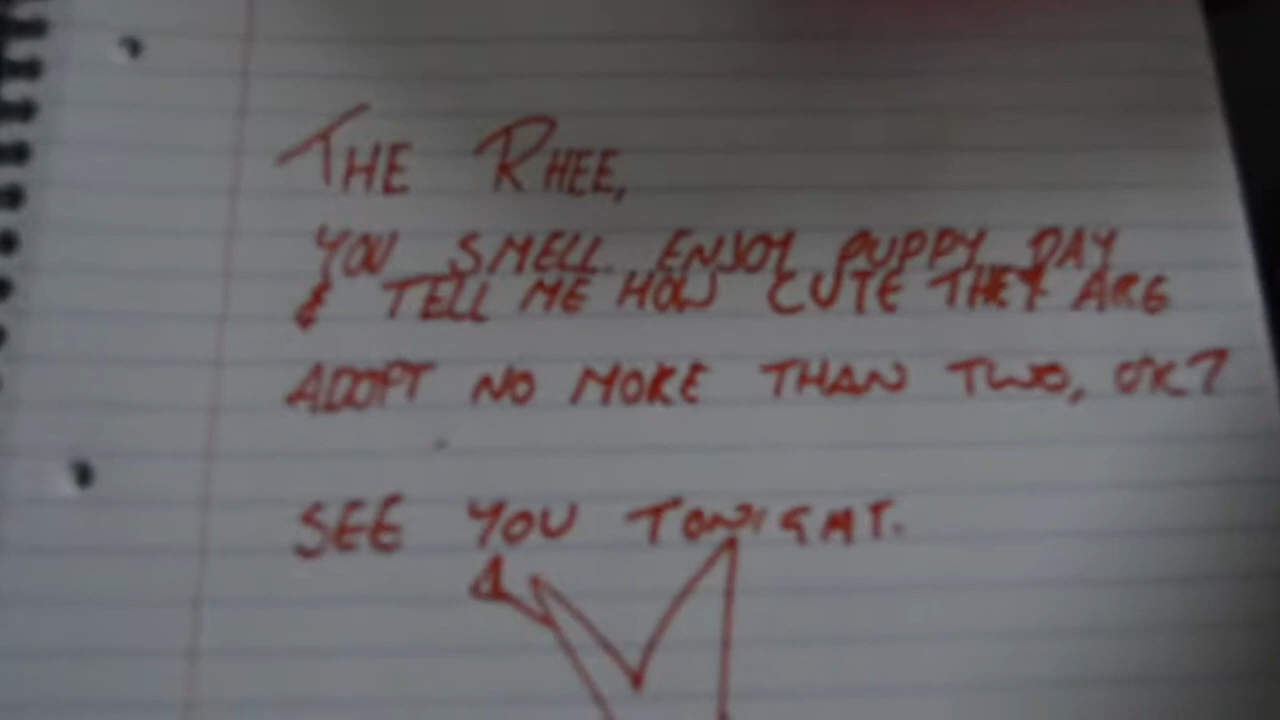 THE RHEE,
YOU SMELL. ENJOY PUPPY DAY
& TELL ME HOW CUTE THEY ARE
ADOPT NO MORE THAN TWO, OK?
SEE YOU TONIGHT.